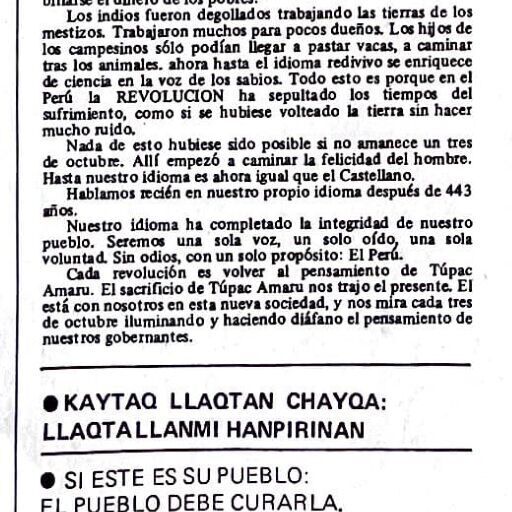 Los indios fueron degollados trabajando las tierras de los
mestizos. Trabajaron muchos para pocos dueños. Los hijos de
los campesinos sólo podían llegar a pastar vacas, a caminar
tras los animales. ahora hasta el idioma redivivo se enriquece
de ciencia en la voz de los sabios. Todo esto es porque en el
Perú la REVOLUCION ha sepultado los tiempos del
sufrimiento, como si se hubiese volteado la tierra sin hacer
mucho ruido.
Nada de esto hubiese sido posible si no amanece un tres
de octubre. Allí empezó a caminar la felicidad del hombre.
Hasta nuestro idioma es ahora igual que el Castellano.
Hablamos recién en nuestro propio idioma después de 443
años.
Nuestro idioma ha completado la integridad de nuestro
pueblo. Seremos una sola voz, un solo oído, una sola
voluntad. Sin odios, con un solo propósito: El Perú.
Cada revolución es volver al pensamiento de Túpac
Amaru. El sacrificio de Túpac Amaru nos trajo el presente. El
está con nosotros en esta nueva sociedad, y nos mira cada tres
de octubre iluminando y haciendo diáfano el pensamiento de
nuestros gobernantes.
● KAYTAQ LLAQTAN CHAYQA:
LLAQTALLANMI HANPIRINAN
● SI ESTE ES SU PUEBLO:
EL PUEBLO DEBE CURARLA.